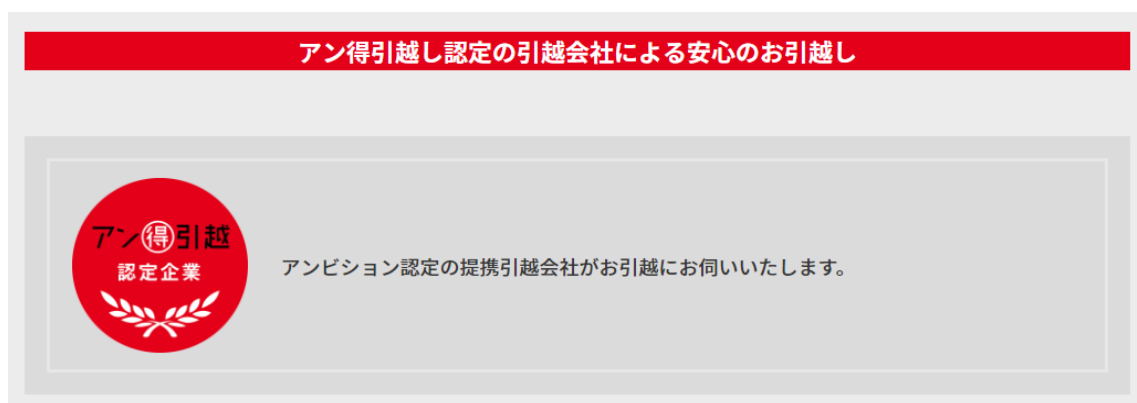 アン得引越し認定の引越会社による安心のお引越し
アン得引越
認定企業
アンビション認定の提携引越会社がお引越にお伺いいたします。